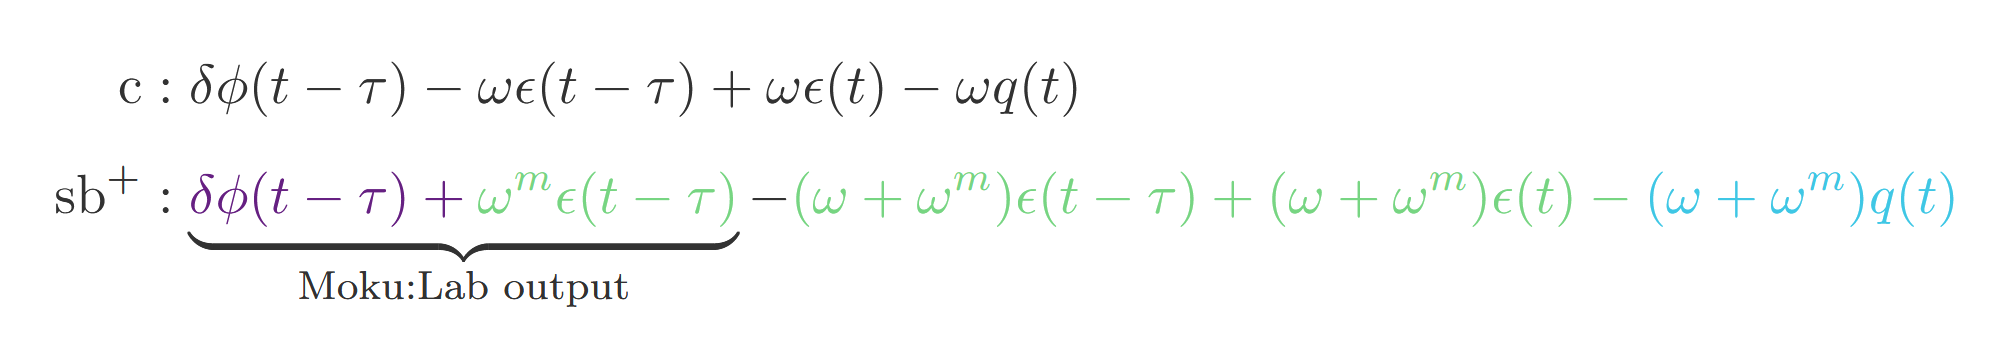 c : δϕ(t − τ) − ωϵ(t − τ) + ωϵ(t) − ωq(t)
sb⁺ : δϕ(t − τ) + ωᵐϵ(t − τ) −(ω + ωᵐ)ϵ(t − τ) + (ω + ωᵐ)ϵ(t) − (ω + ωᵐ)q(t)
Moku:Lab output